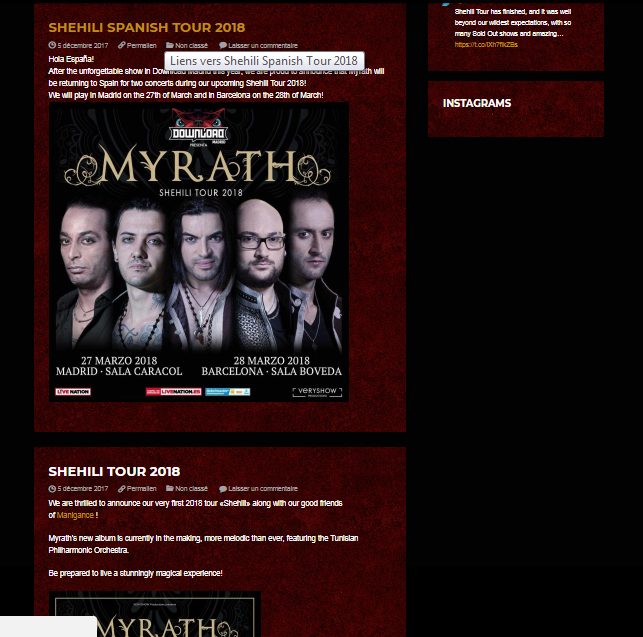 SHEHILI SPANISH TOUR 2018
5 décembre 2017 Permalien Non classé Laisser un commentaire
Hola España!
Liens vers Shehili Spanish Tour 2018
After the unforgettable show in Download Madrid this year, we are proud to announce that Myrath will
be returning to Spain for two concerts during our upcoming Shehili Tour 2018!
We will play in Madrid on the 27th of March and in Barcelona on the 28th of March!
DOWNLOAD
MADRID
PRESENTA
MYRATH
SHEHILI TOUR 2018
27 MARZO 2018
MADRID · SALA CARACOL
28 MARZO 2018
BARCELONA · SALA BOVEDA
LIVE NATION
LIVENATION.ES
VERYSHOW
PRODUCTIONS
SHEHILI TOUR 2018
5 décembre 2017 Permalien Non classé Laisser un commentaire
We are thrilled to announce our very first 2018 tour «Shehili» along with our good friends
of Manigance !
Myrath's new album is currently in the making, more melodic than ever, featuring the Tunisian
Philharmonic Orchestra.
Be prepared to live a stunningly magical experience!
MYRATH
Shehili Tour has finished, and it was well
beyond our wildest expectations, with so
many Sold Out shows and amazing…
INSTAGRAMS